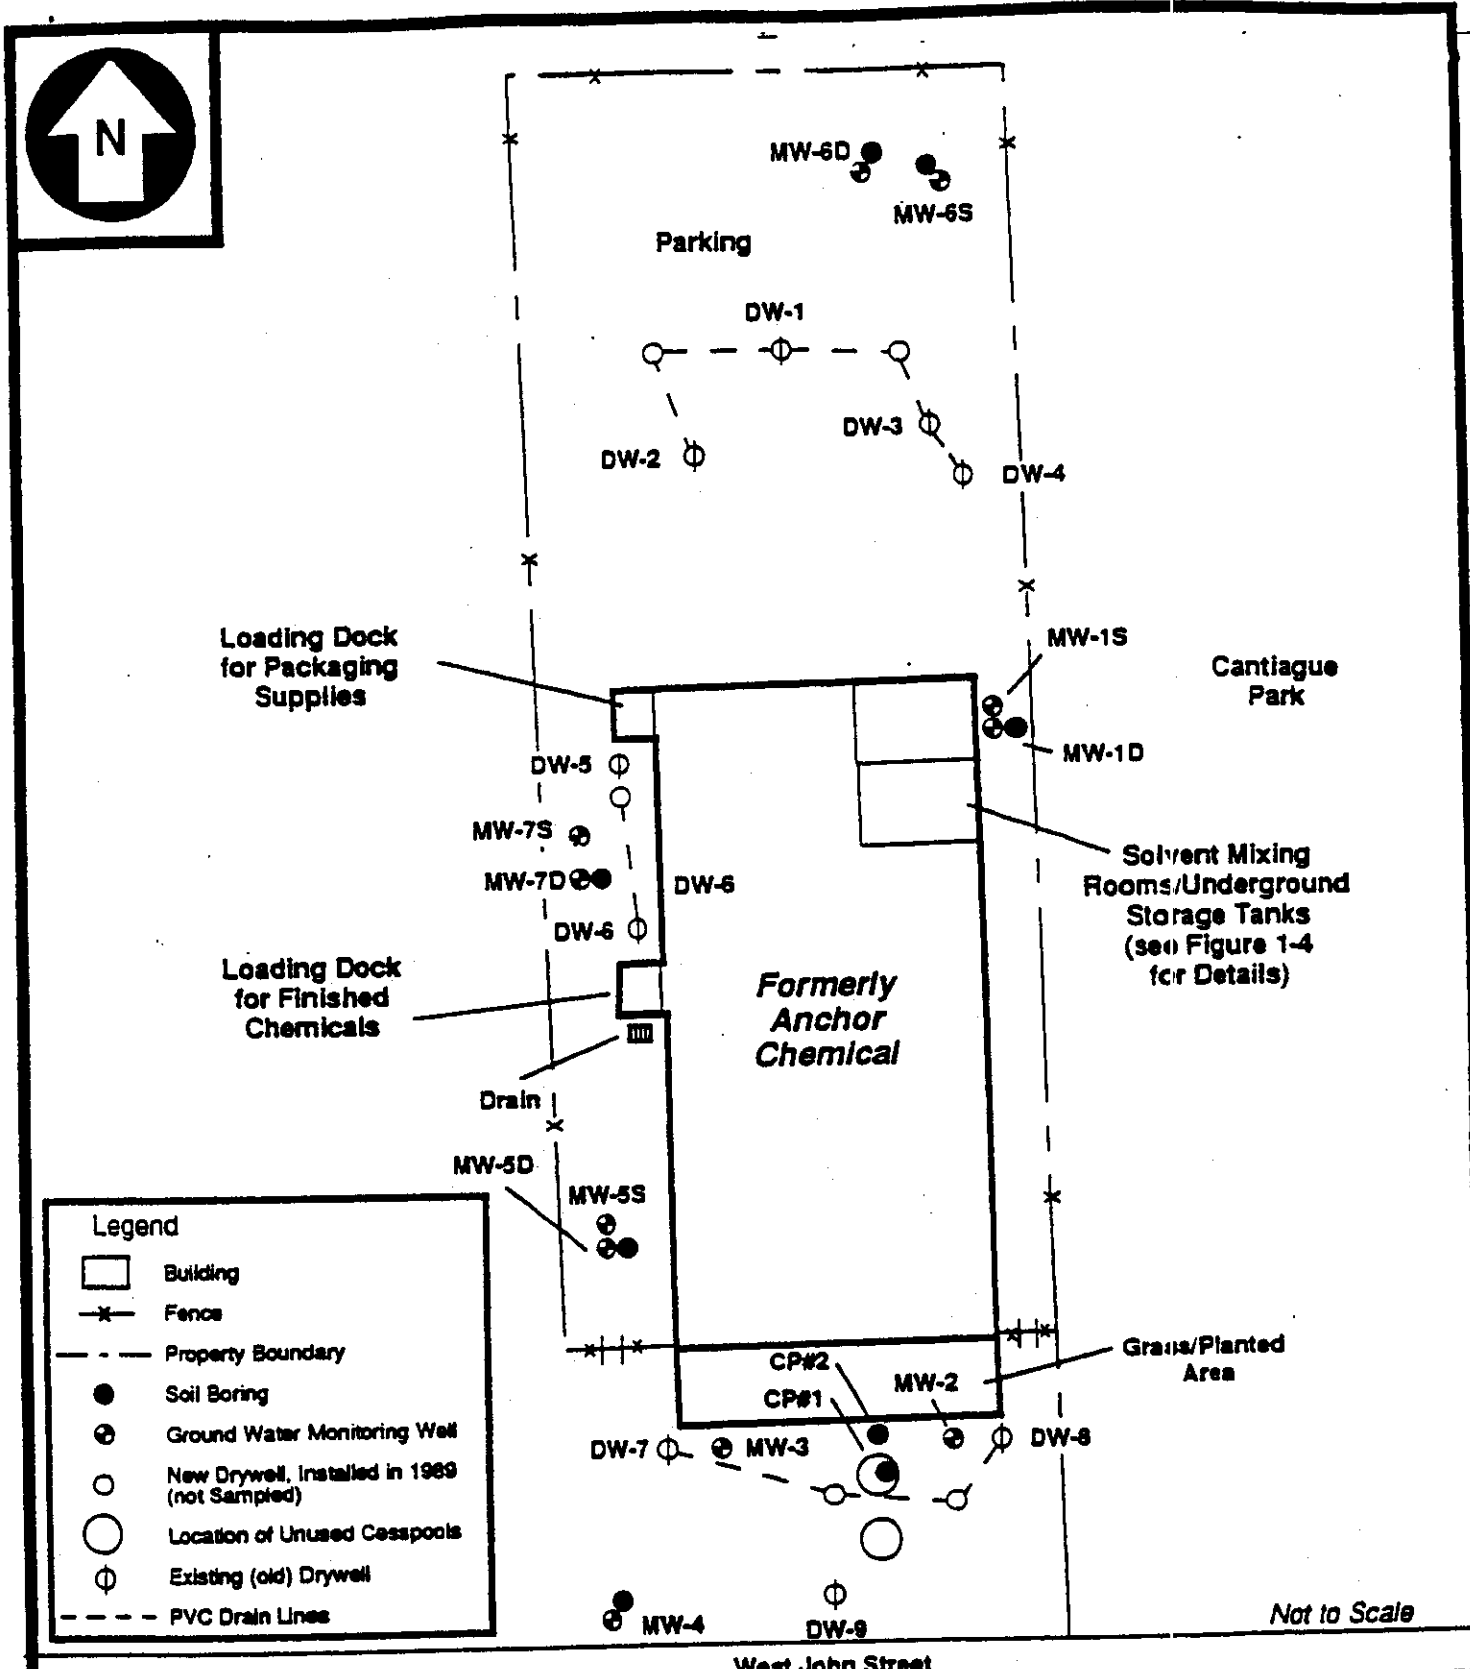 N
MW-6D
MW-6S
Parking
DW-1
DW-3
DW-2
DW-4
Loading Dock
for Packaging
Supplies
MW-1S
Cantiague
Park
MW-1D
DW-5
MW-7S
MW-7D
DW-6
DW-6
Solvent Mixing
Rooms/Underground
Storage Tanks
(see Figure 1-4
for Details)
Loading Dock
for Finished
Chemicals
Formerly
Anchor
Chemical
Drain
MW-5D
MW-5S
Legend
Building
Fence
Property Boundary
Soil Boring
Ground Water Monitoring Well
New Drywell, Installed in 1989
(not Sampled)
Location of Unused Cesspools
Existing (old) Drywell
PVC Drain Lines
Grass/Planted
Area
CP#2
MW-2
CP#1
DW-7
MW-3
DW-8
MW-4
DW-9
Not to Scale
West John Street